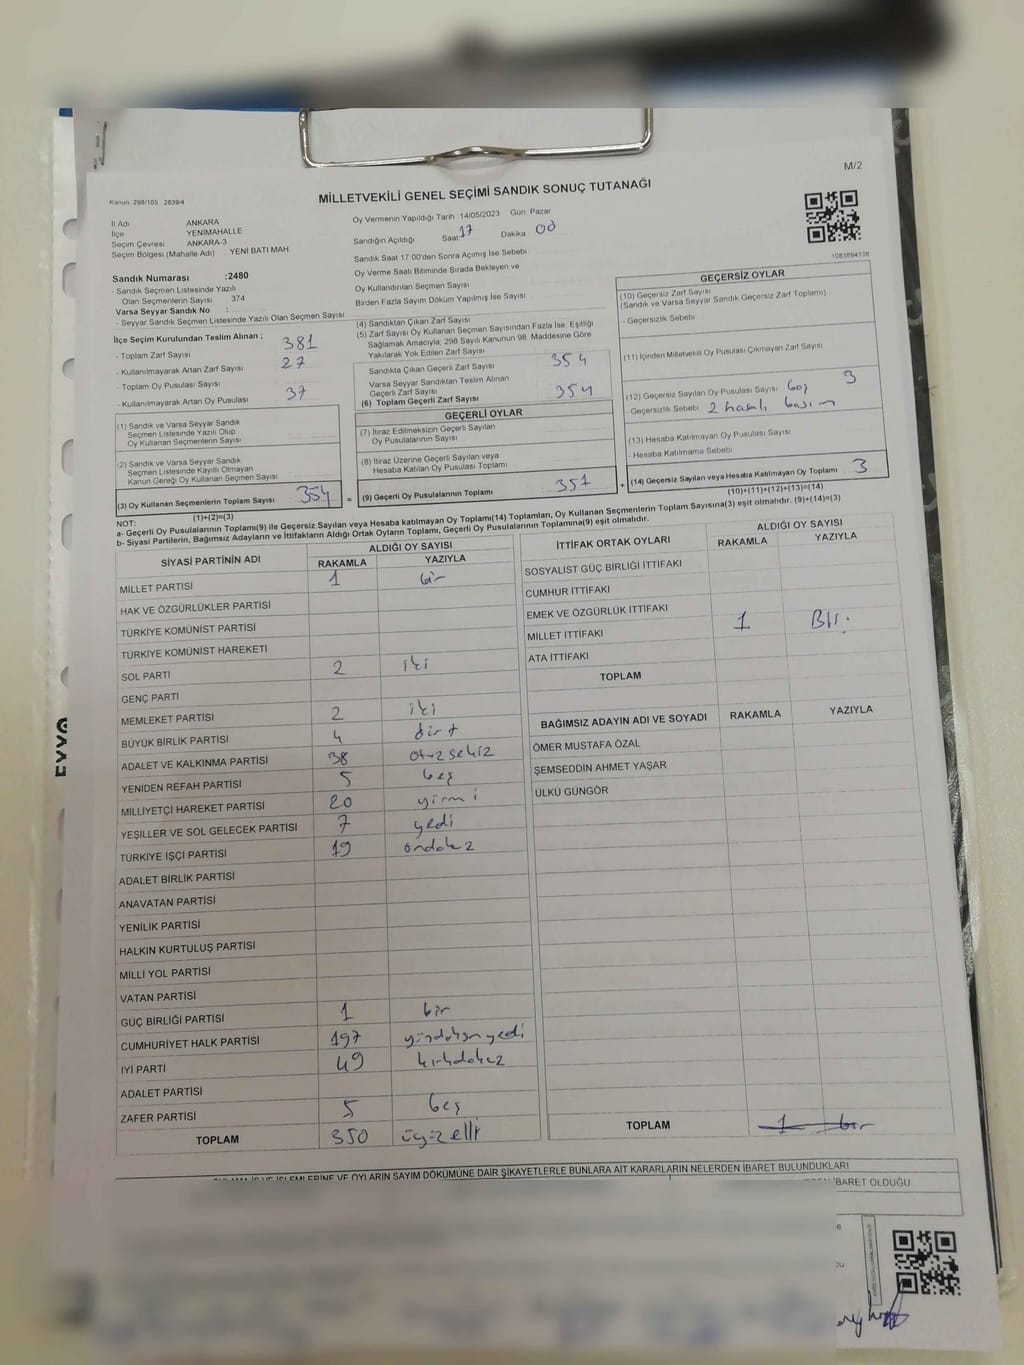 M/2
Kanun. 298/105 . 2839/4
MİLLETVEKİLİ GENEL SEÇİMİ SANDIK SONUÇ TUTANAĞI
İl Adı ANKARA
İlçe YENİMAHALLE
Seçim Çevresi ANKARA-3
Seçim Bölgesi (Mahalle Adı) YENİ BATI MAH
Sandık Numarası :2480
- Sandık Seçmen Listesinde Yazılı
Olan Seçmenlerin Sayısı 374
Varsa Seyyar Sandık No :
- Seyyar Sandık Seçmen Listesinde Yazılı Olan Seçmen Sayısı
Oy Vermenin Yapıldığı Tarih 14/05/2023 Gun Pazar
Sandığın Açıldığı Saat 17 Dakika 00
Sandık Saat 17.00'den Sonra Açımış İse Sebebi
Oy Verme Saati Bitiminde Sırada Bekleyen ve
Oy Kullandırılan Seçmen Sayısı
Birden Fazla Sayım Döküm Yapılmış İse Sayısı
1083694338
İlçe Seçim Kurulundan Teslim Alınan ;
- Toplam Zarf Sayısı 381
- Kullanılmayarak Artan Zarf Sayısı 27
- Toplam Oy Pusulası Sayısı
- Kullanılmayarak Artan Oy Pusulası 37
(1) Sandık ve Varsa Seyyar Sandık
Seçmen Listesinde Yazılı Olup
Oy Kullanan Seçmenlerin Sayısı
(2) Sandık ve Varsa Seyyar Sandık
Seçmen Listesinde Kayıtlı Olmayan
Kanun Gereği Oy Kullanan Seçmen Sayısı
(3) Oy Kullanan Seçmenlerin Toplam Sayısı : 354 =
(1)+(2)=(3)
(4) Sandıktan Çıkan Zarf Sayısı
(5) Zarf Sayısı Oy Kullanan Seçmen Sayısından Fazla İse, Eşitliği
Sağlamak Amacıyla; 298 Sayılı Kanunun 98. Maddesine Göre
Yakılarak Yok Edilen Zarf Sayısı
Sandıkta Çıkan Geçerli Zarf Sayısı 354
Varsa Seyyar Sandıktan Teslim Alınan
Geçerli Zarf Sayısı
(6) Toplam Geçerli Zarf Sayısı 354
GEÇERLİ OYLAR
(7) İtiraz Edilmeksizin Geçerli Sayılan
Oy Pusulalarının Sayısı
(8) İtiraz Üzerine Geçerli Sayılan veya
Hesaba Katılan Oy Pusulası Toplamı
(9) Geçerli Oy Pusulalarının Toplamı : 351 +
GEÇERSİZ OYLAR
(10) Geçersiz Zarf Sayısı
(Sandık ve Varsa Seyyar Sandık Geçersiz Zarf Toplamı)
- Geçersizlik Sebebi
(11) İçinden Milletvekili Oy Pusulası Çıkmayan Zarf Sayısı
(12) Geçersiz Sayılan Oy Pusulası Sayısı boş 3
- Geçersizlik Sebebi 2 hatalı basım
(13) Hesaba Katılmayan Oy Pusulası Sayısı
- Hesaba Katılmama Sebebi
(14) Geçersiz Sayılan veya Hesaba Katılmayan Oy Toplamı 3
(10)+(11)+(12)+(13)=(14)
NOT:
a- Geçerli Oy Pusulalarının Toplamı(9) ile Geçersiz Sayılan veya Hesaba Katılmayan Oy Toplamı(14) Toplamları, Oy Kullanan Seçmenlerin Toplam Sayısına(3) eşit olmalıdır. (9)+(14)=(3)
b- Siyasi Partilerin, Bağımsız Adayların ve İttifakların Aldığı Ortak Oyların Toplamı, Geçerli Oy Pusulalarının Toplamına(9) eşit olmalıdır.
SİYASİ PARTİNİN ADI ALDIĞI OY SAYISI
RAKAMLA YAZIYLA
MİLLET PARTİSİ 1 bir
HAK VE ÖZGÜRLÜKLER PARTİSİ
TÜRKİYE KOMÜNİST PARTİSİ
TÜRKİYE KOMÜNİST HAREKETİ
SOL PARTİ 2 iki
GENÇ PARTİ
MEMLEKET PARTİSİ 2 iki
BÜYÜK BİRLİK PARTİSİ 4 dört
ADALET VE KALKINMA PARTİSİ 38 otuzsekiz
YENİDEN REFAH PARTİSİ 5 beş
MİLLİYETÇİ HAREKET PARTİSİ 20 yirmi
YEŞİLLER VE SOL GELECEK PARTİSİ 7 yedi
TÜRKİYE İŞÇİ PARTİSİ 19 ondokuz
ADALET BİRLİK PARTİSİ
ANAVATAN PARTİSİ
YENİLİK PARTİSİ
HALKIN KURTULUŞ PARTİSİ
MİLLİ YOL PARTİSİ
VATAN PARTİSİ
GÜÇ BİRLİĞİ PARTİSİ 1 bir
CUMHURİYET HALK PARTİSİ 197 yüzdoksanyedi
İYİ PARTİ 49 kırkdokuz
ADALET PARTİSİ
ZAFER PARTİSİ 5 beş
TOPLAM 350 üçyüzelli
İTTİFAK ORTAK OYLARI ALDIĞI OY SAYISI
RAKAMLA YAZIYLA
SOSYALİST GÜÇ BİRLİĞİ İTTİFAKI
CUMHUR İTTİFAKI
EMEK VE ÖZGÜRLÜK İTTİFAKI
MİLLET İTTİFAKI 1 Bir.
ATA İTTİFAKI
TOPLAM
BAĞIMSIZ ADAYIN ADI VE SOYADI RAKAMLA YAZIYLA
ÖMER MUSTAFA ÖZAL
ŞEMSEDDİN AHMET YAŞAR
ÜLKÜ GÜNGÖR
TOPLAM 1 bir
İŞLEMLERİNE VE OYLARIN SAYIM DÖKÜMÜNE DAİR ŞİKAYETLERLE BUNLARA AİT KARARLARIN NELERDEN İBARET BULUNDUKLARI
İBARET OLDUĞU